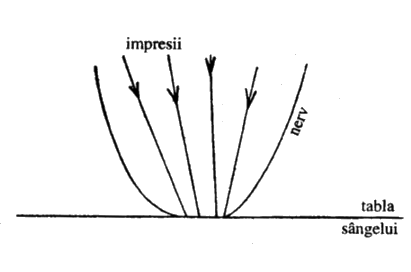 impresii
nerv
tabla
sângelui